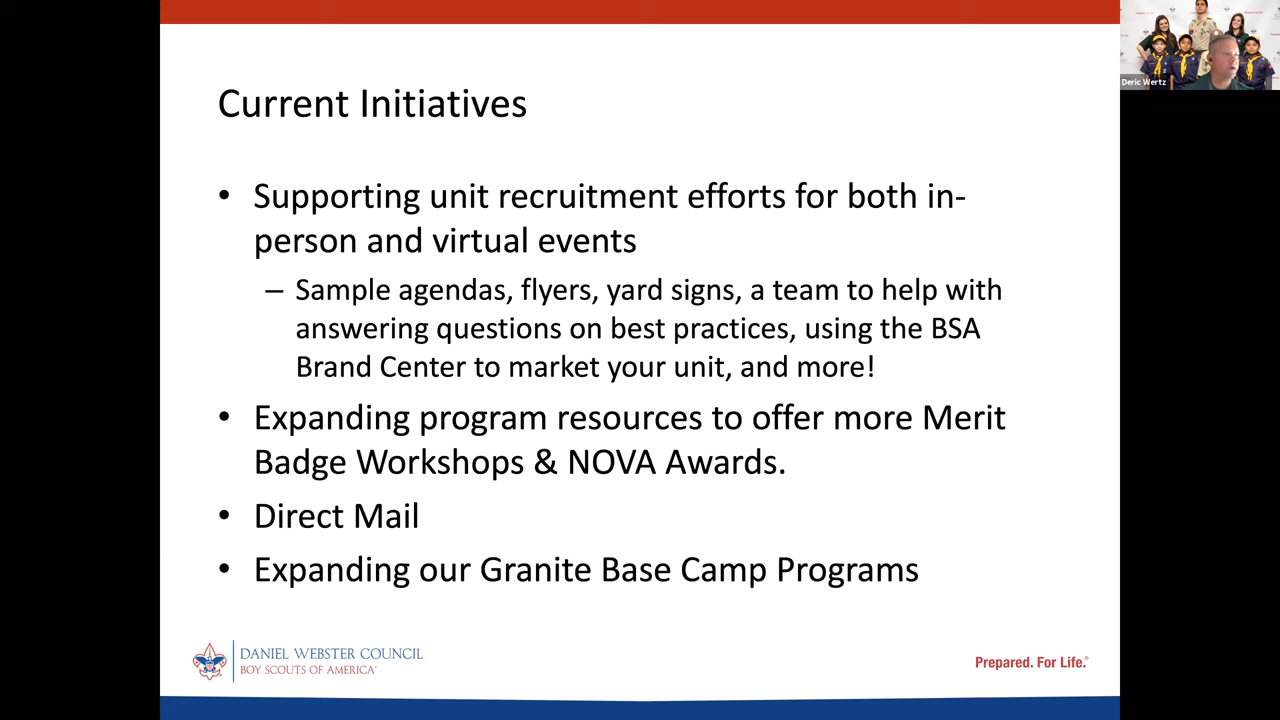 Current Initiatives
• Supporting unit recruitment efforts for both in-
person and virtual events
– Sample agendas, flyers, yard signs, a team to help with
answering questions on best practices, using the BSA
Brand Center to market your unit, and more!
• Expanding program resources to offer more Merit
Badge Workshops & NOVA Awards.
• Direct Mail
• Expanding our Granite Base Camp Programs
DANIEL WEBSTER COUNCIL
BOY SCOUTS OF AMERICA®
Prepared. For Life.®
Deric Wertz